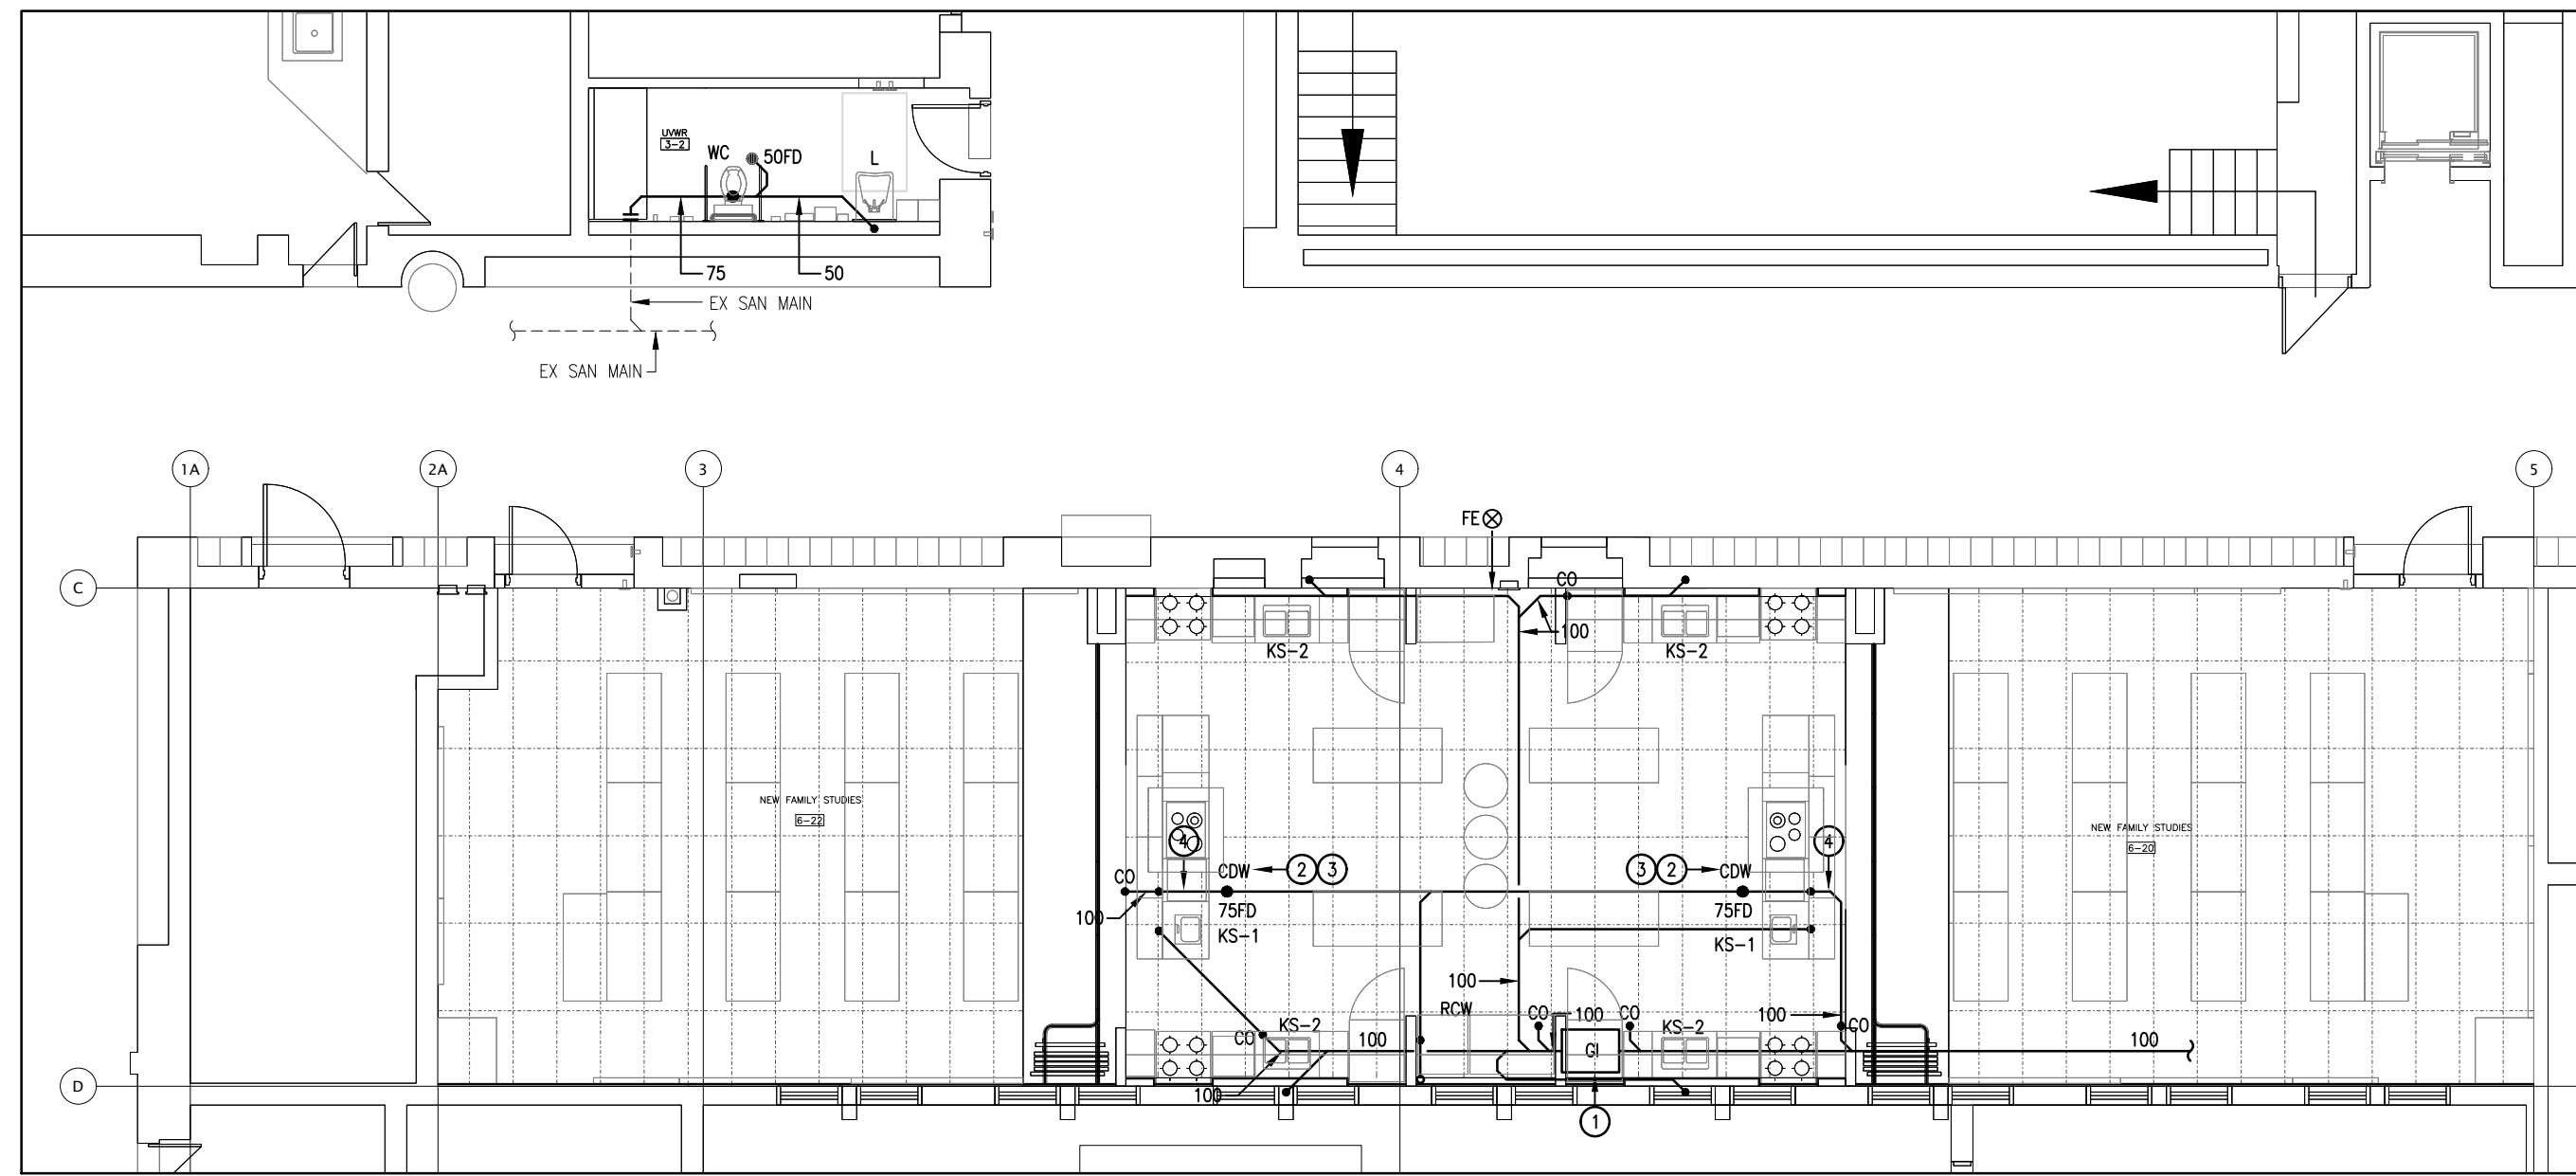 UVWR
3-2
WC
50FD
L
75
50
EX SAN MAIN
EX SAN MAIN
1A
2A
3
4
5
FE
C
CO
100
KS-2
KS-2
NEW FAMILY STUDIES
6-22
NEW FAMILY STUDIES
6-20
4
4
CO
CDW
2
3
3
2
CDW
100
75FD
75FD
KS-1
KS-1
100
RCW
CO
100
CO
100
CO
KS-2
KS-2
CO
100
GI
100
D
100
1